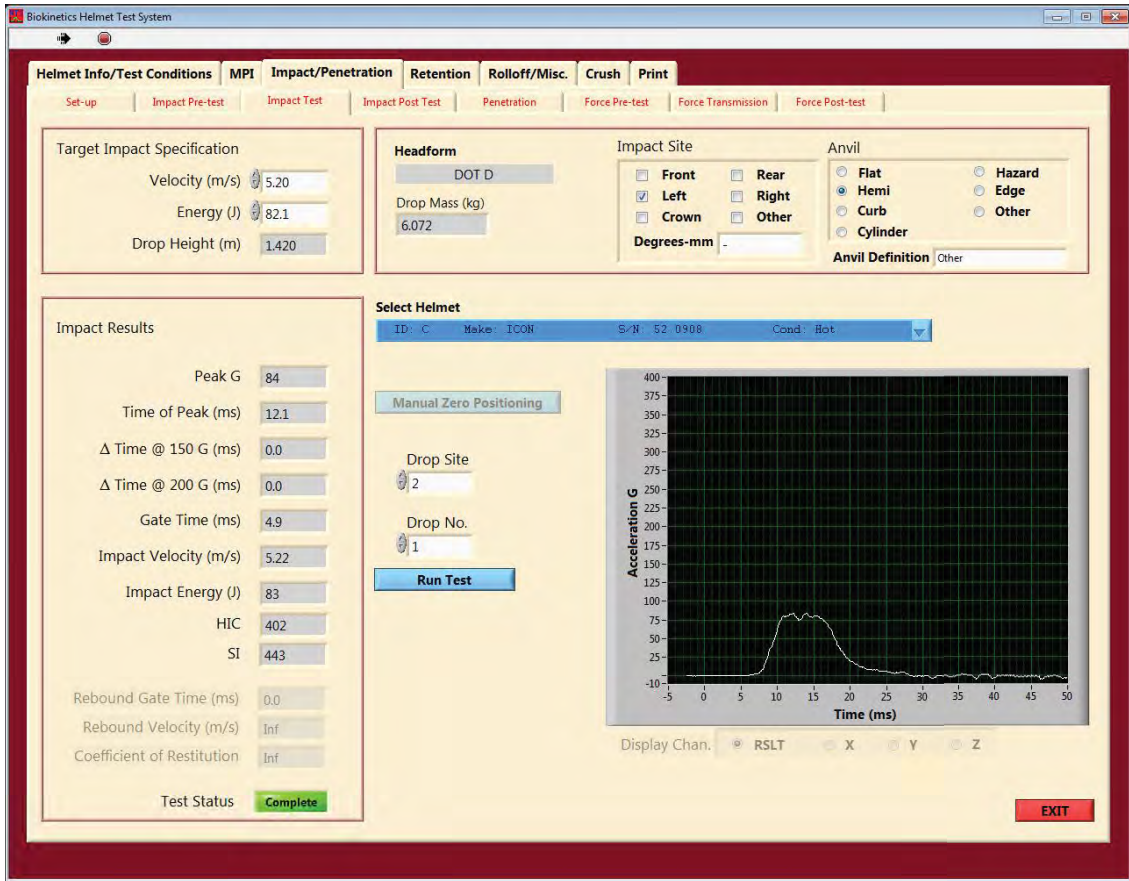 Biokinetics Helmet Test System
Helmet Info/Test Conditions MPI Impact/Penetration Retention Rolloff/Misc. Crush Print
Set-up Impact Pre-test Impact Test Impact Post Test Penetration Force Pre-test Force Transmission Force Post-test
Target Impact Specification
Velocity (m/s) 5.20
Energy (J) 82.1
Drop Height (m) 1.420
Headform
DOT D
Drop Mass (kg)
6.072
Impact Site
Front Rear
Left Right
Crown Other
Degrees-mm -
Anvil
Flat Hazard
Hemi Edge
Curb Other
Cylinder
Anvil Definition Other
Impact Results
Peak G 84
Time of Peak (ms) 12.1
Δ Time @ 150 G (ms) 0.0
Δ Time @ 200 G (ms) 0.0
Gate Time (ms) 4.9
Impact Velocity (m/s) 5.22
Impact Energy (J) 83
HIC 402
SI 443
Rebound Gate Time (ms) 0.0
Rebound Velocity (m/s) Inf
Coefficient of Restitution Inf
Test Status Complete
Select Helmet
ID: C Make: ICON S/N: 52 0908 Cond: Hot
Manual Zero Positioning
Drop Site
2
Drop No.
1
Run Test
Acceleration G
400
375
350
325
300
275
250
225
200
175
150
125
100
75
50
25
-10
-5 0 5 10 15 20 25 30 35 40 45 50
Time (ms)
Display Chan. RSLT X Y Z
EXIT